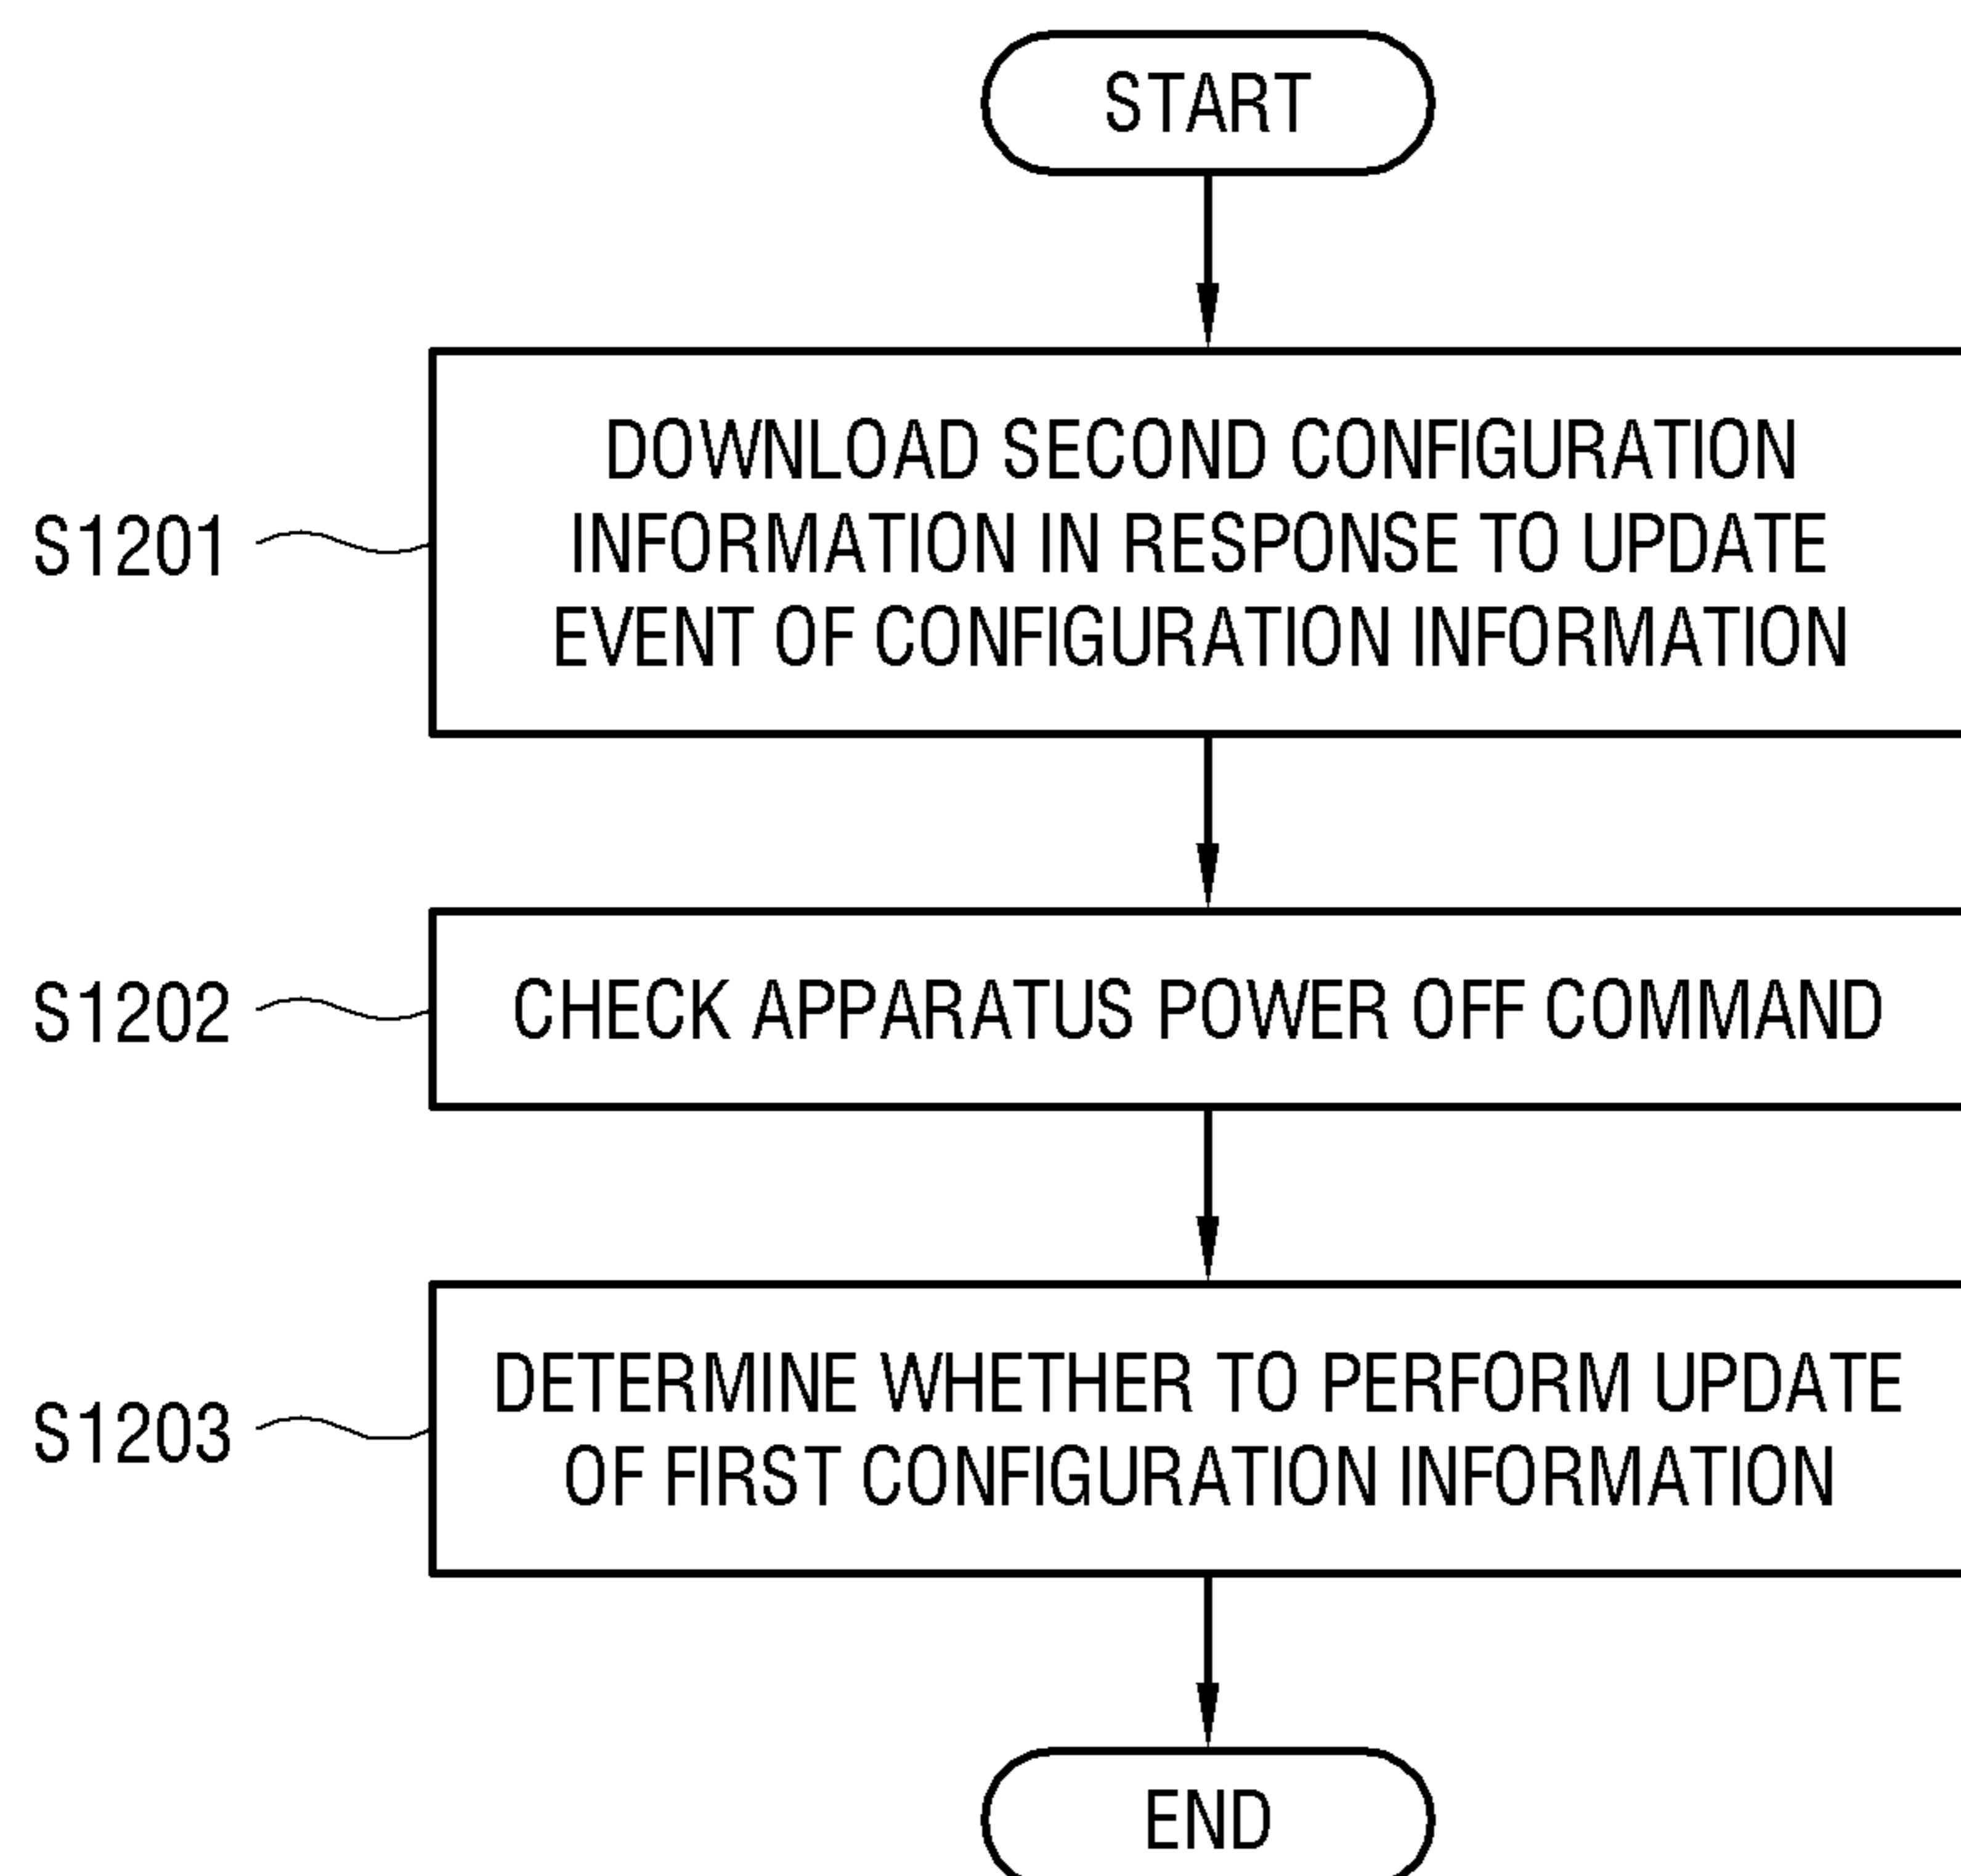 START
S1201
DOWNLOAD SECOND CONFIGURATION
INFORMATION IN RESPONSE TO UPDATE
EVENT OF CONFIGURATION INFORMATION
S1202
CHECK APPARATUS POWER OFF COMMAND
S1203
DETERMINE WHETHER TO PERFORM UPDATE
OF FIRST CONFIGURATION INFORMATION
END